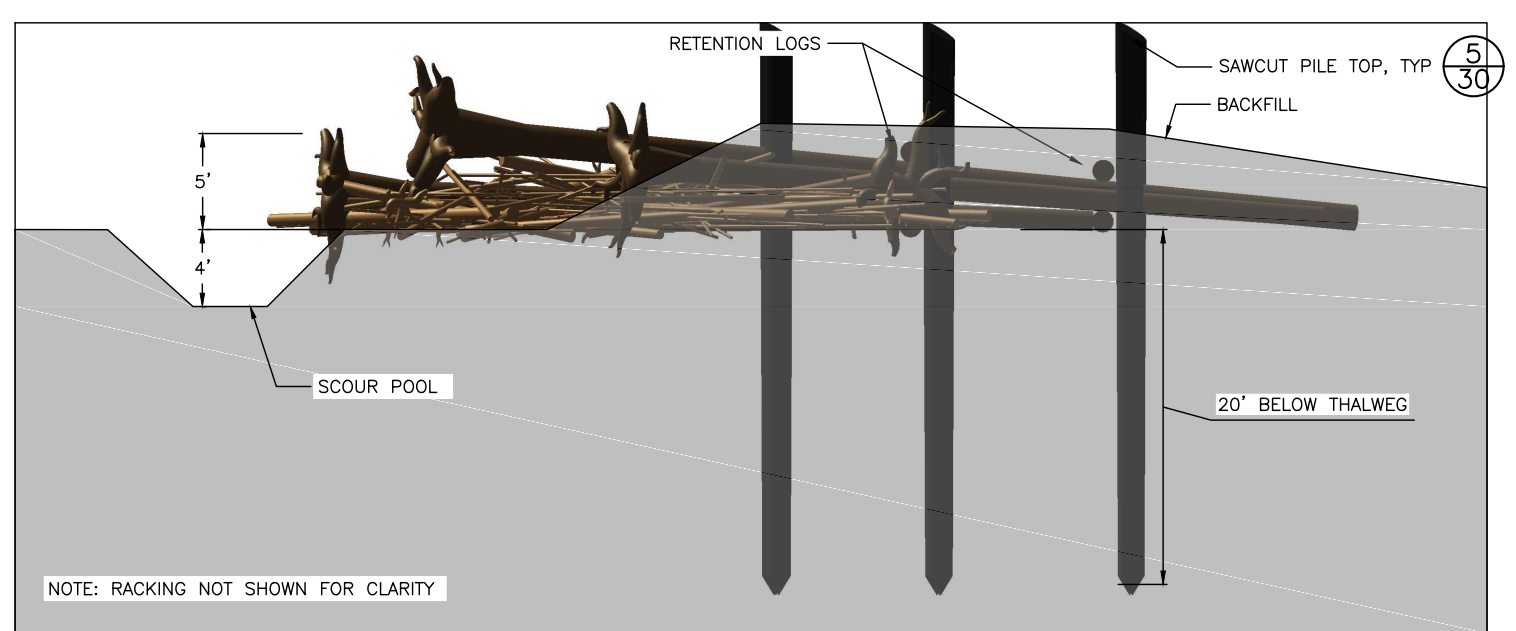 RETENTION LOGS
SAWCUT PILE TOP, TYP
5
30
BACKFILL
5'
4'
SCOUR POOL
20' BELOW THALWEG
NOTE: RACKING NOT SHOWN FOR CLARITY